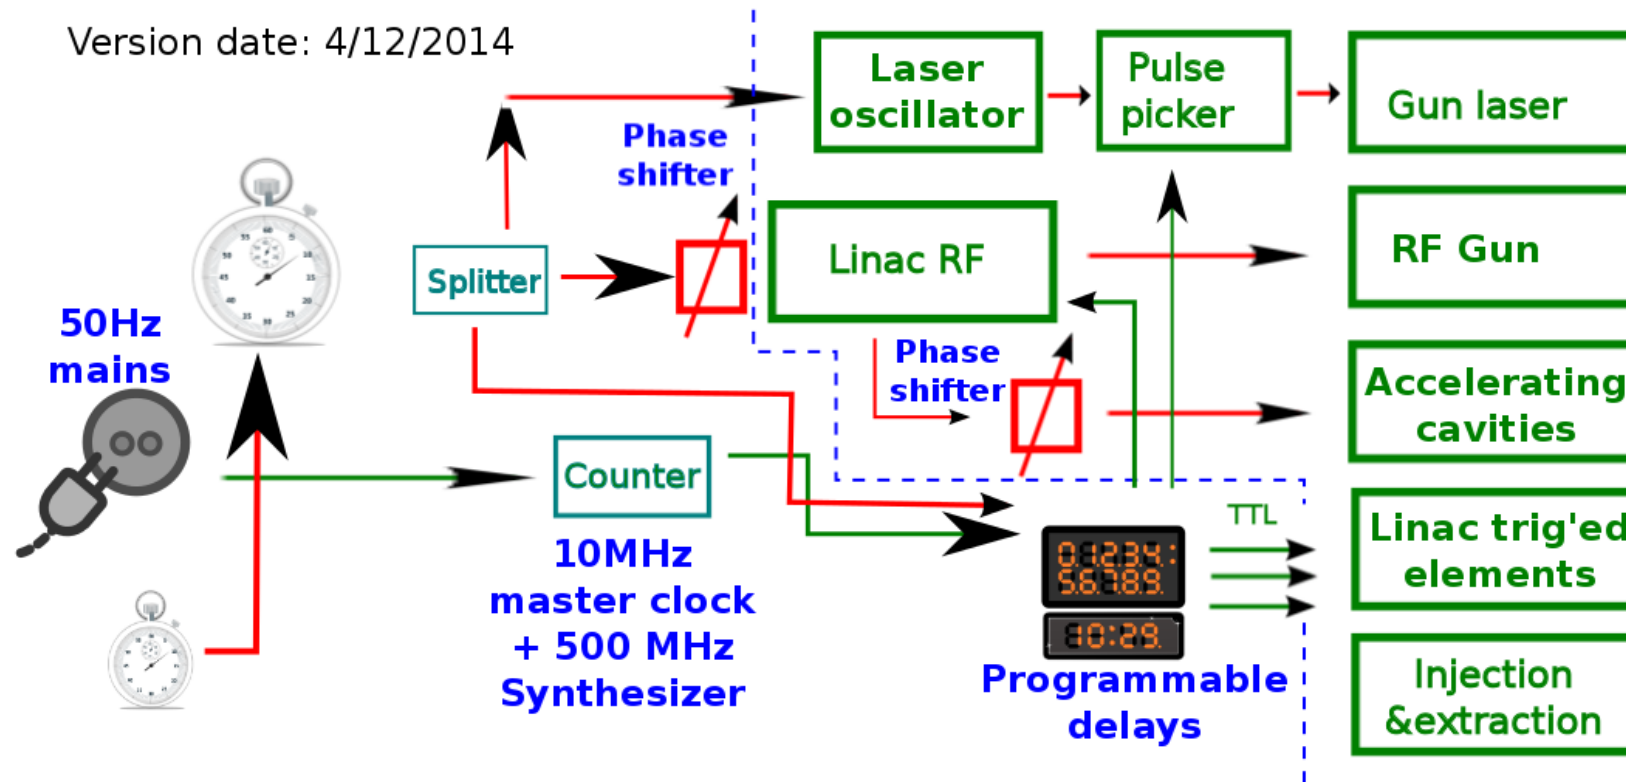 Version date: 4/12/2014
Laser
oscillator
Pulse
picker
Gun laser
Phase
shifter
Splitter
Linac RF
RF Gun
50Hz
mains
Phase
shifter
Accelerating
cavities
Counter
TTL
Linac trig'ed
elements
10MHz
master clock
+ 500 MHz
Synthesizer
10:29
Programmable
delays
Injection
&extraction